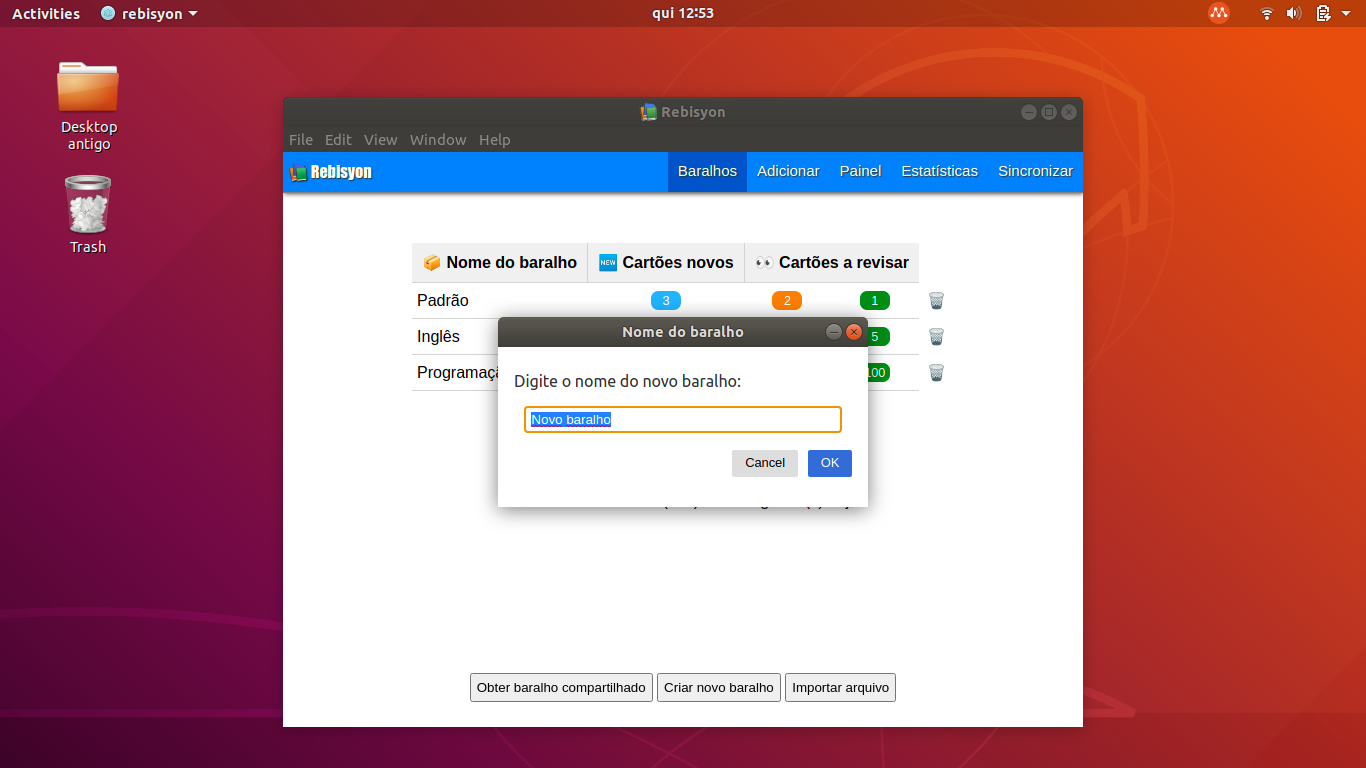 Activities rebisyon qui 12:53
Desktop antigo
Trash
Rebisyon
File Edit View Window Help
Rebisyon Baralhos Adicionar Painel Estatísticas Sincronizar
Nome do baralho NEW Cartões novos Cartões a revisar
Padrão 3 2 1
Inglês 5
Programaçã 100
Nome do baralho
Digite o nome do novo baralho:
Novo baralho
Cancel OK
Obter baralho compartilhado Criar novo baralho Importar arquivo